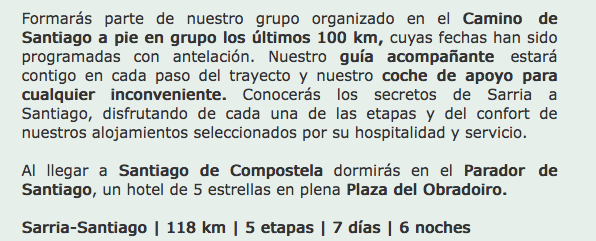 Formarás parte de nuestro grupo organizado en el Camino de
Santiago a pie en grupo los últimos 100 km, cuyas fechas han sido
programadas con antelación. Nuestro guía acompañante estará
contigo en cada paso del trayecto y nuestro coche de apoyo para
cualquier inconveniente. Conocerás los secretos de Sarria a
Santiago, disfrutando de cada una de las etapas y del confort de
nuestros alojamientos seleccionados por su hospitalidad y servicio.
Al llegar a Santiago de Compostela dormirás en el Parador de
Santiago, un hotel de 5 estrellas en plena Plaza del Obradoiro.
Sarria-Santiago | 118 km | 5 etapas | 7 días | 6 noches